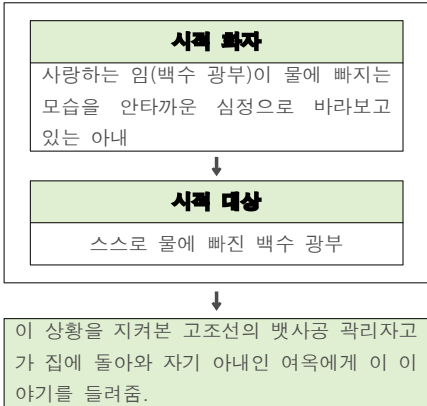 시적 화자
사랑하는 임(백수 광부)이 물에 빠지는
모습을 안타까운 심정으로 바라보고
있는 아내
시적 대상
스스로 물에 빠진 백수 광부
이 상황을 지켜본 고조선의 뱃사공 곽리자고
가 집에 돌아와 자기 아내인 여옥에게 이 이
야기를 들려줌.